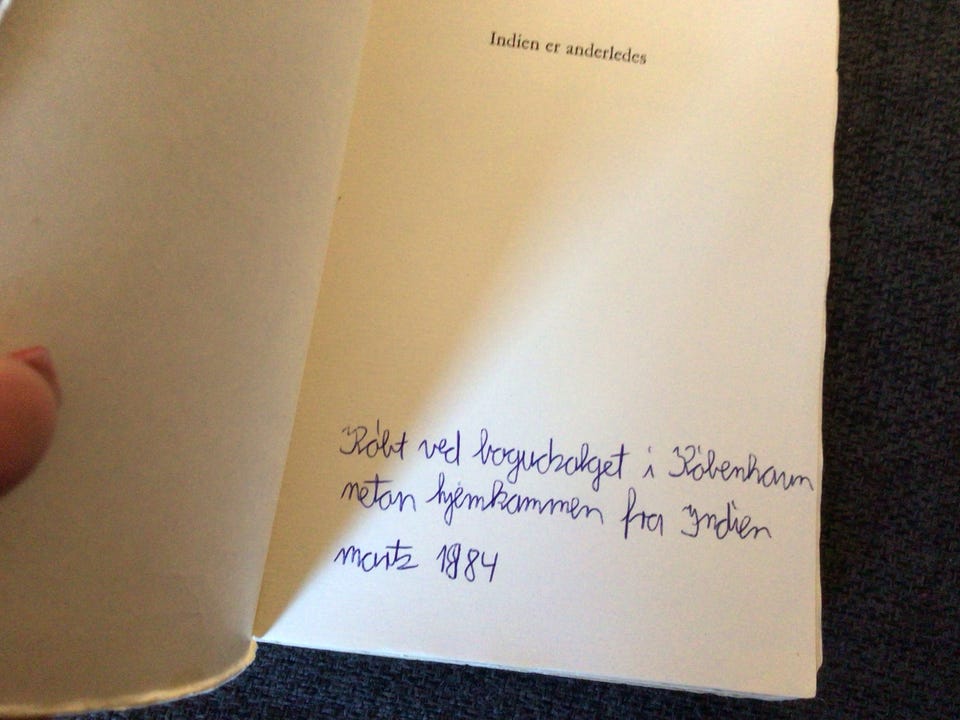 Indien er anderledes
Købt ved bogudsalget i København
netop hjemkommen fra Indien
marts 1984